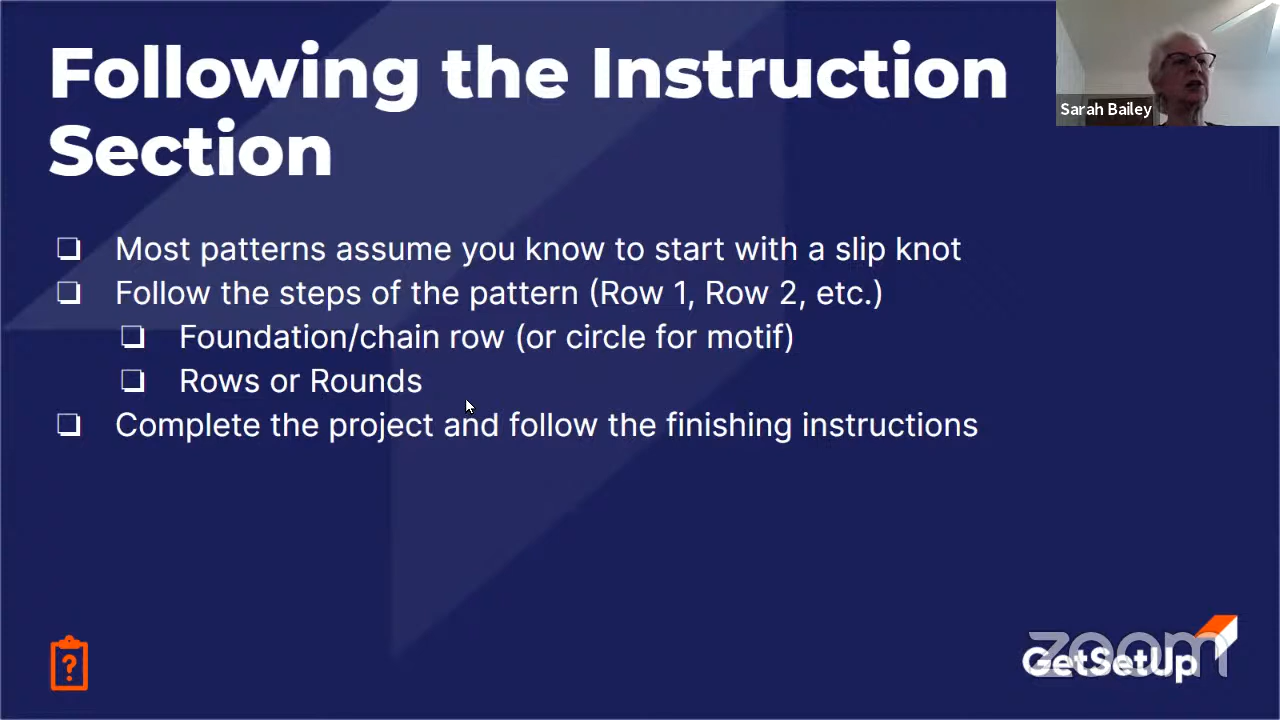 Following the Instruction
Section
Sarah Bailey
❏ Most patterns assume you know to start with a slip knot
❏ Follow the steps of the pattern (Row 1, Row 2, etc.)
❏ Foundation/chain row (or circle for motif)
❏ Rows or Rounds
❏ Complete the project and follow the finishing instructions
?
zoom
GetSetUp